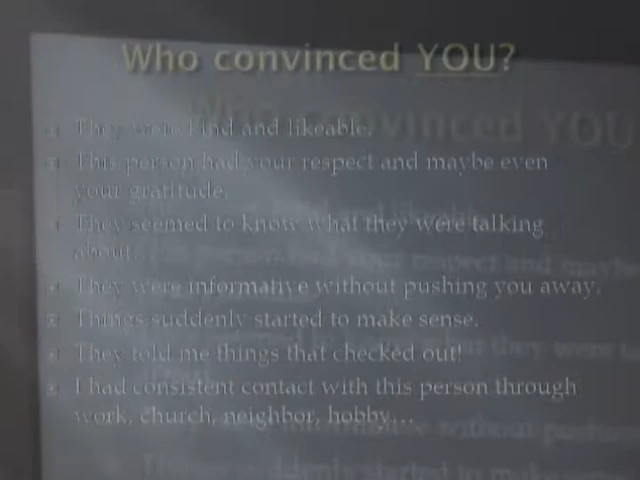 Who convinced YOU?
They were kind and likeable.
This person had your respect and maybe even
your gratitude.
They seemed to know what they were talking
about.
They were informative without pushing you away.
Things suddenly started to make sense.
They told me things that checked out!
I had consistent contact with this person through
work, church, neighbor, hobby…
Who convinced YOU